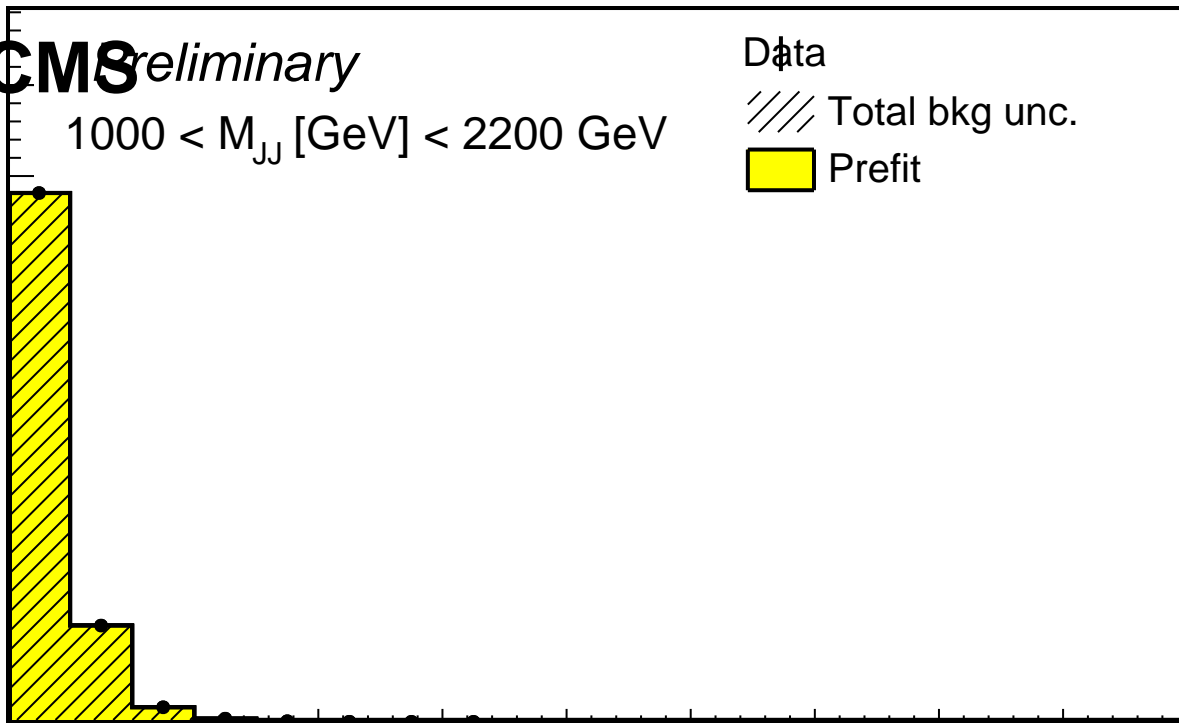 CMS Preliminary
1000 < M_JJ [GeV] < 2200 GeV
Data
Total bkg unc.
Prefit